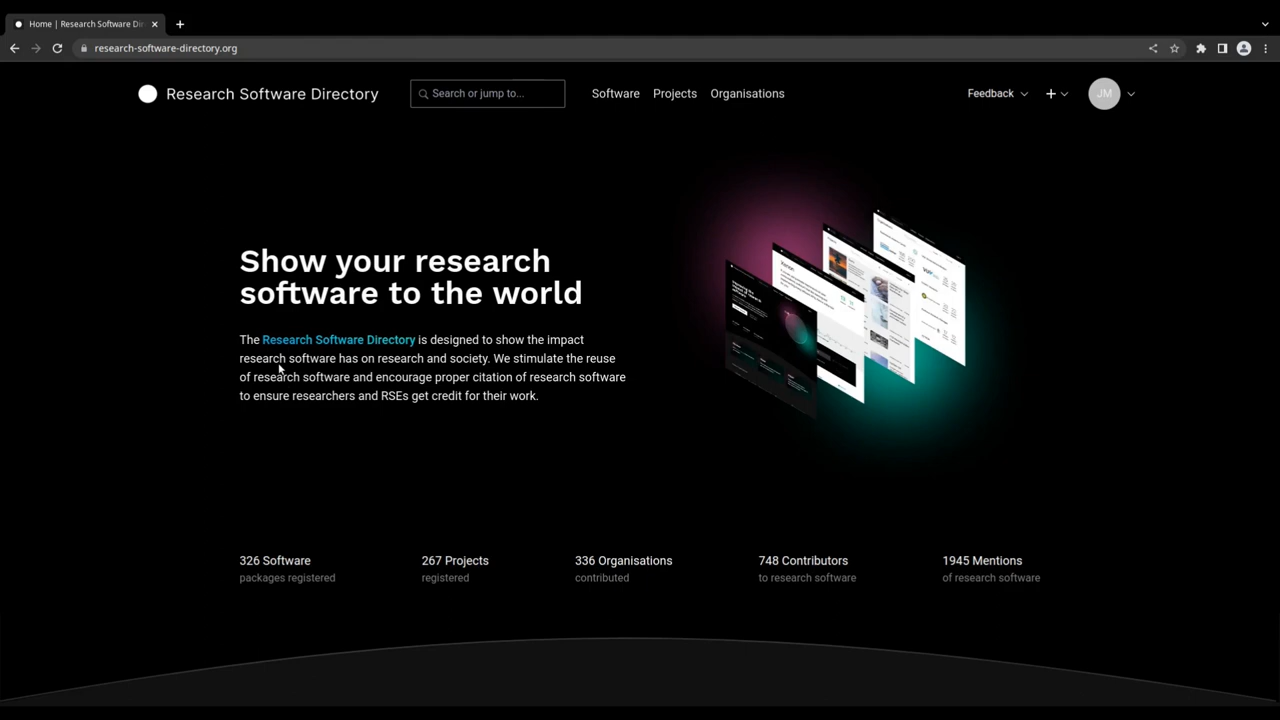 Home | Research Software Dir
research-software-directory.org
Research Software Directory
Search or jump to...
Software
Projects
Organisations
Feedback
JM
Show your research
software to the world
The Research Software Directory is designed to show the impact
research software has on research and society. We stimulate the reuse
of research software and encourage proper citation of research software
to ensure researchers and RSEs get credit for their work.
326 Software
packages registered
267 Projects
registered
336 Organisations
contributed
748 Contributors
to research software
1945 Mentions
of research software